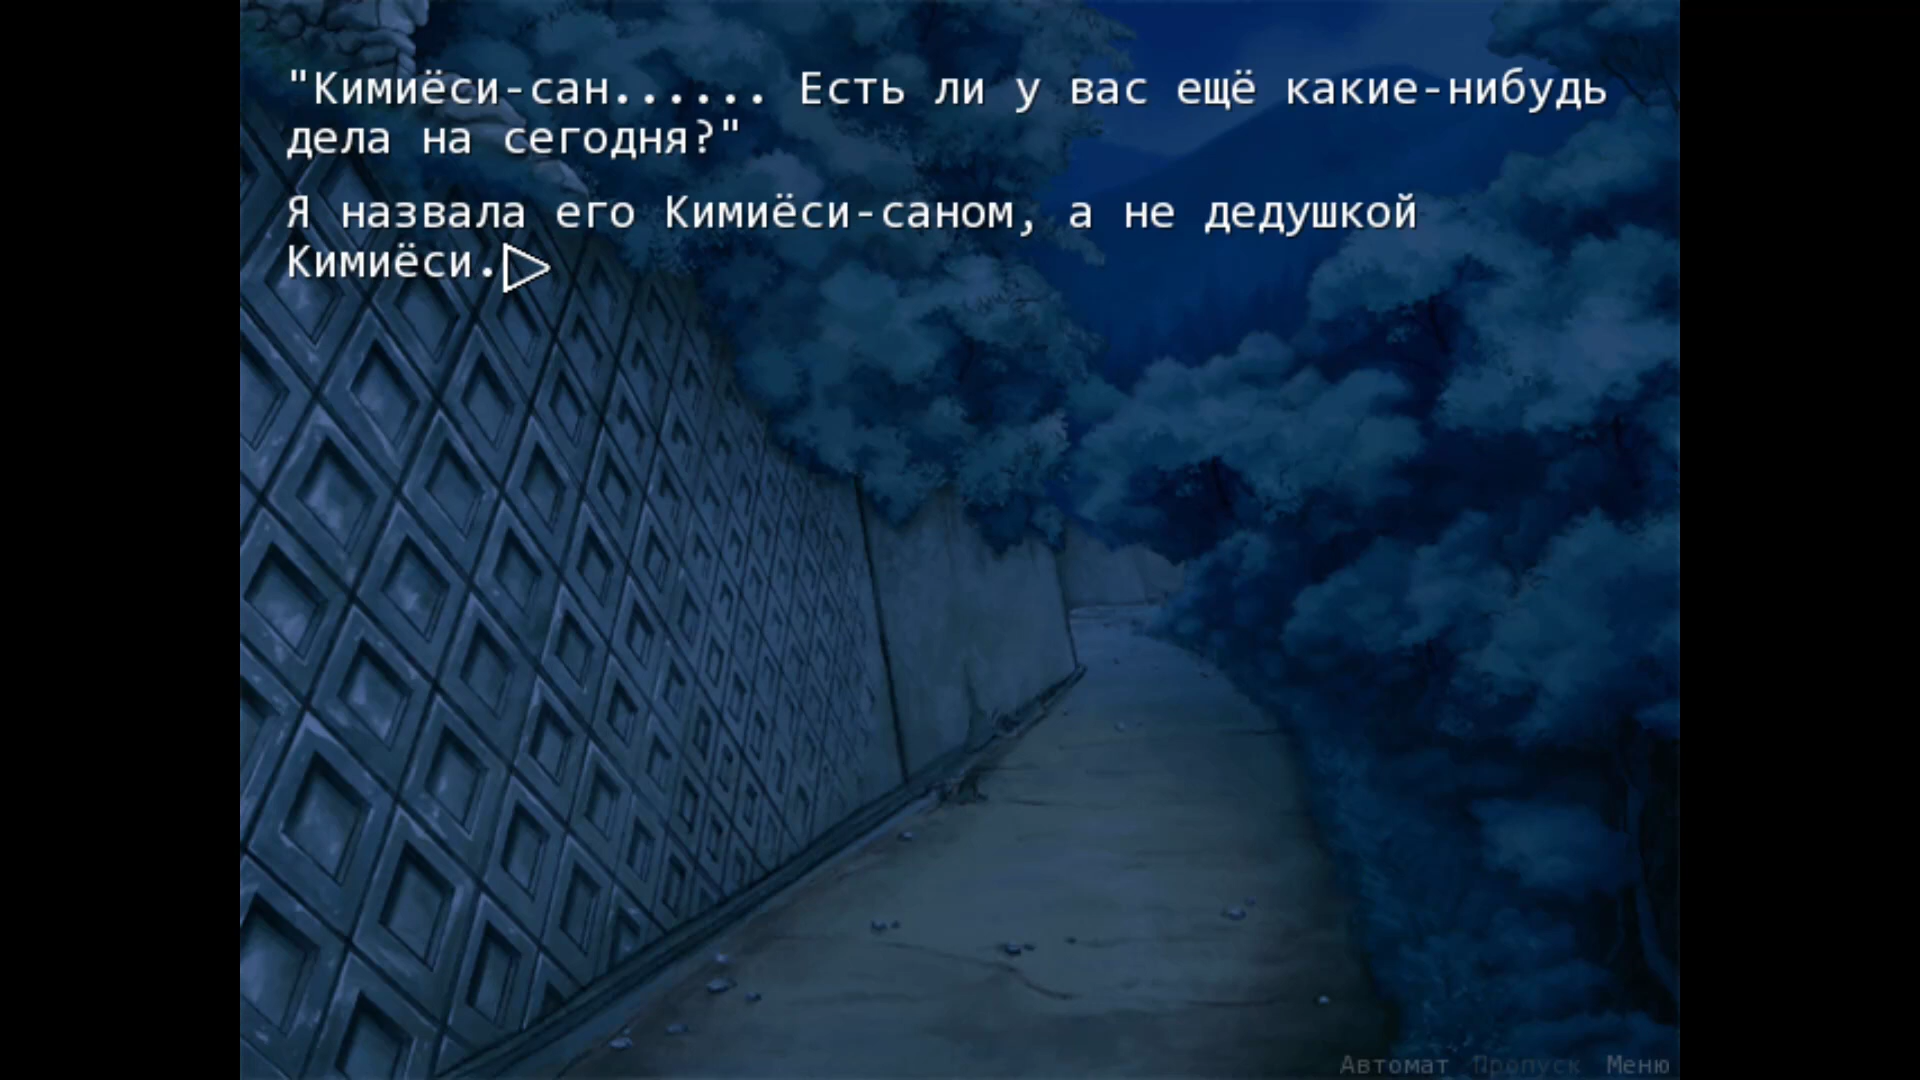 "Кимиёси-сан...... Есть ли у вас ещё какие-нибудь
дела на сегодня?"
Я назвала его Кимиёси-саном, а не дедушкой
Кимиёси.
Автомат Пропуск Меню